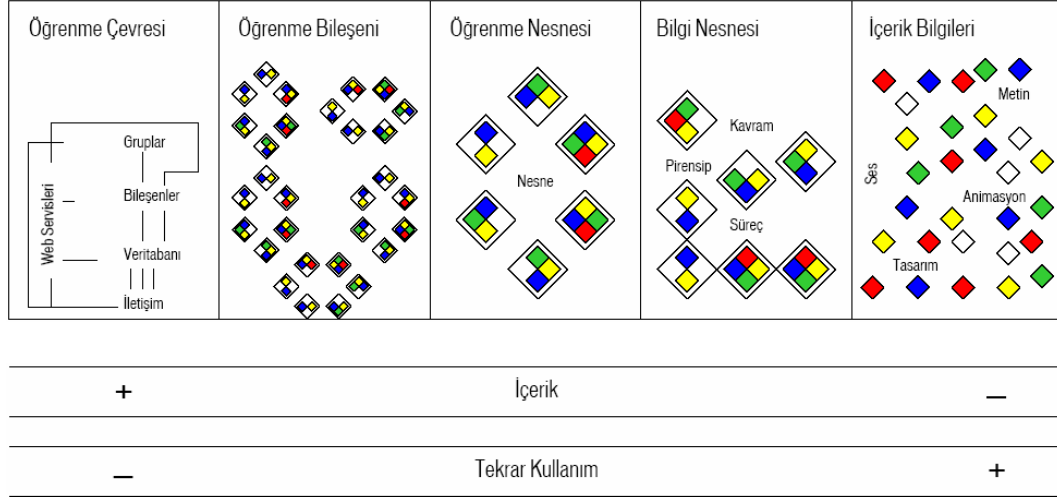 Öğrenme Çevresi
Gruplar
Bileşenler
Veritabanı
İletişim
Web Servisleri
Öğrenme Bileşeni
Öğrenme Nesnesi
Nesne
Bilgi Nesnesi
Kavram
Pirensip
Süreç
İçerik Bilgileri
Metin
Ses
Animasyon
Tasarım
+ İçerik –
– Tekrar Kullanım +